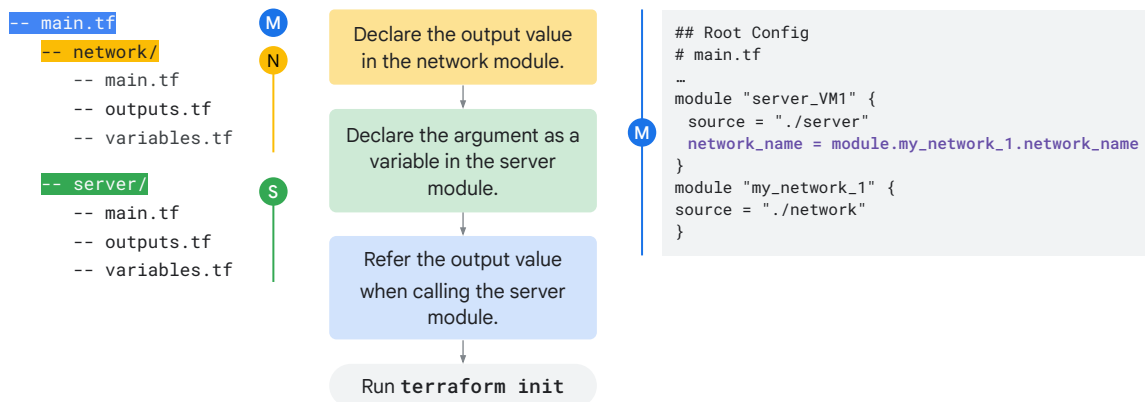 -- main.tf
-- network/
-- main.tf
-- outputs.tf
-- variables.tf
-- server/
-- main.tf
-- outputs.tf
-- variables.tf
M
N
S
Declare the output value
in the network module.
Declare the argument as a
variable in the server
module.
Refer the output value
when calling the server
module.
Run terraform init
M
## Root Config
# main.tf
…
module "server_VM1" {
source = "./server"
network_name = module.my_network_1.network_name
}
module "my_network_1" {
source = "./network"
}